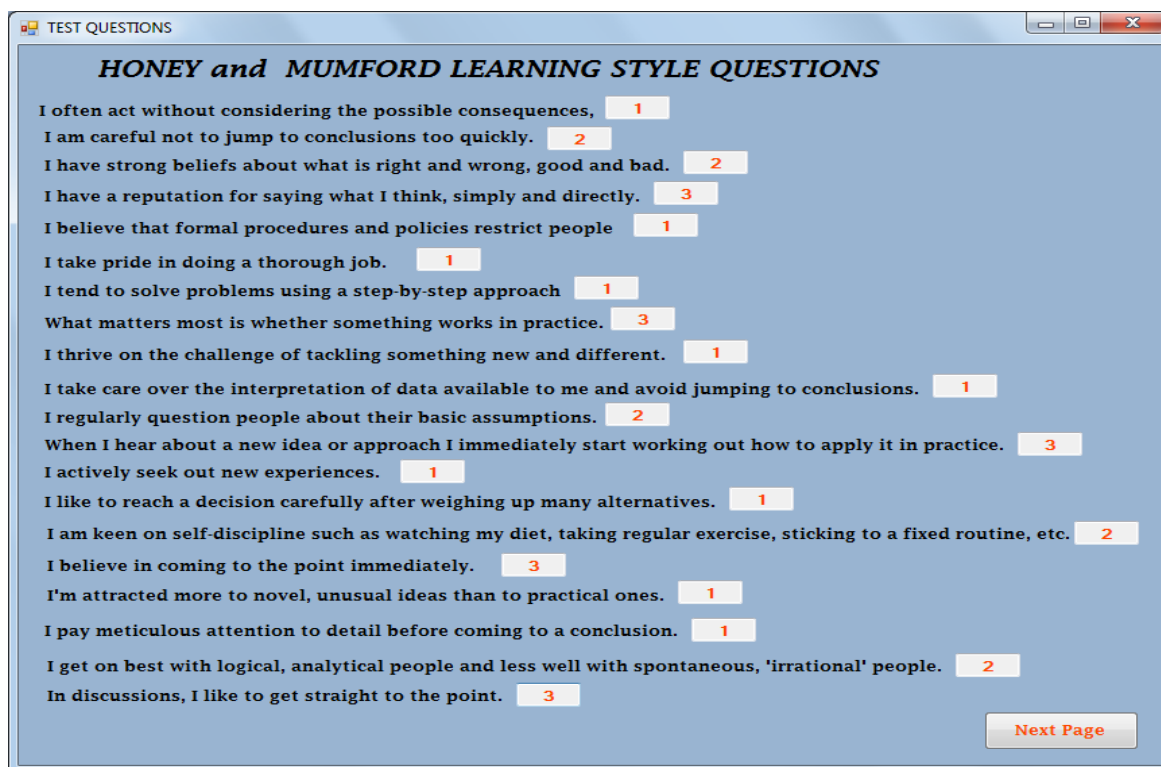 TEST QUESTIONS
HONEY and MUMFORD LEARNING STYLE QUESTIONS
I often act without considering the possible consequences, 1
I am careful not to jump to conclusions too quickly. 2
I have strong beliefs about what is right and wrong, good and bad. 2
I have a reputation for saying what I think, simply and directly. 3
I believe that formal procedures and policies restrict people 1
I take pride in doing a thorough job. 1
I tend to solve problems using a step-by-step approach 1
What matters most is whether something works in practice. 3
I thrive on the challenge of tackling something new and different. 1
I take care over the interpretation of data available to me and avoid jumping to conclusions. 1
I regularly question people about their basic assumptions. 2
When I hear about a new idea or approach I immediately start working out how to apply it in practice. 3
I actively seek out new experiences. 1
I like to reach a decision carefully after weighing up many alternatives. 1
I am keen on self-discipline such as watching my diet, taking regular exercise, sticking to a fixed routine, etc. 2
I believe in coming to the point immediately. 3
I'm attracted more to novel, unusual ideas than to practical ones. 1
I pay meticulous attention to detail before coming to a conclusion. 1
I get on best with logical, analytical people and less well with spontaneous, 'irrational' people. 2
In discussions, I like to get straight to the point. 3
Next Page